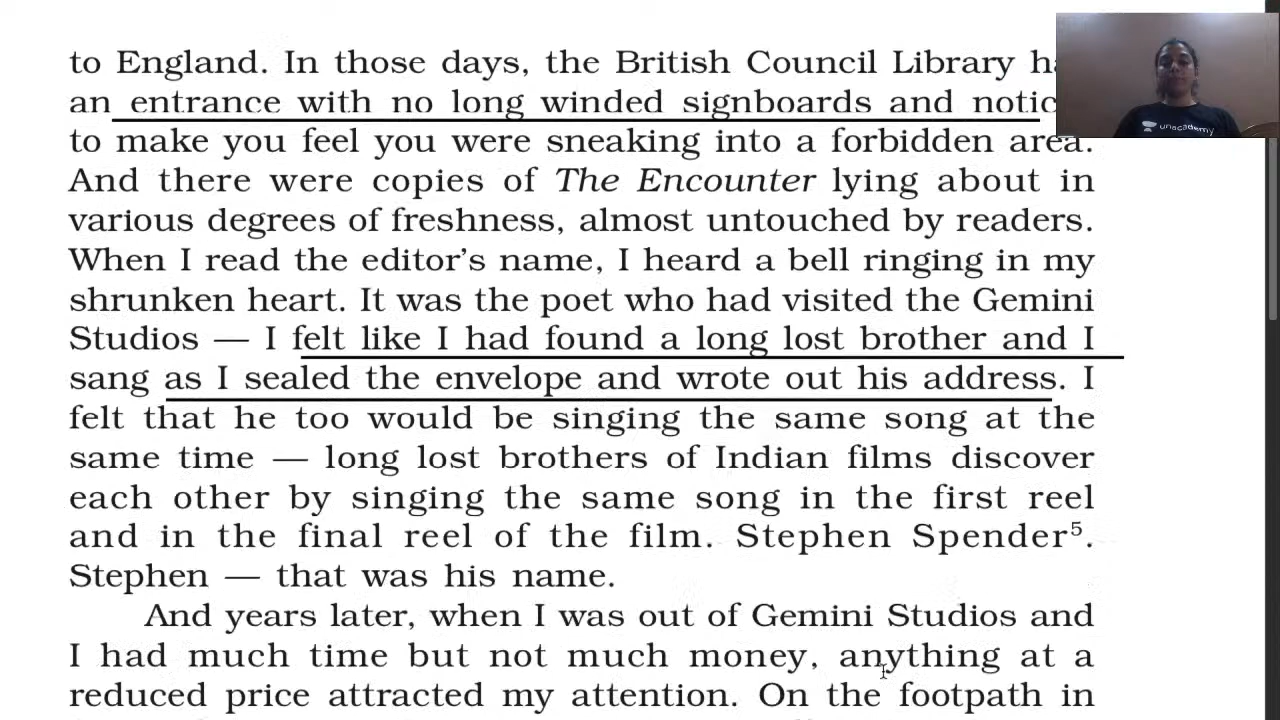 to England. In those days, the British Council Library
an entrance with no long winded signboards and
to make you feel you were sneaking into a forbidden area.
And there were copies of The Encounter lying about in
various degrees of freshness, almost untouched by readers.
When I read the editor's name, I heard a bell ringing in my
shrunken heart. It was the poet who had visited the Gemini
Studios — I felt like I had found a long lost brother and I
sang as I sealed the envelope and wrote out his address. I
felt that he too would be singing the same song at the
same time — long lost brothers of Indian films discover
each other by singing the same song in the first reel
and in the final reel of the film. Stephen Spender⁵.
Stephen — that was his name.
And years later, when I was out of Gemini Studios and
I had much time but not much money, anything at a
reduced price attracted my attention. On the footpath in
unacademy